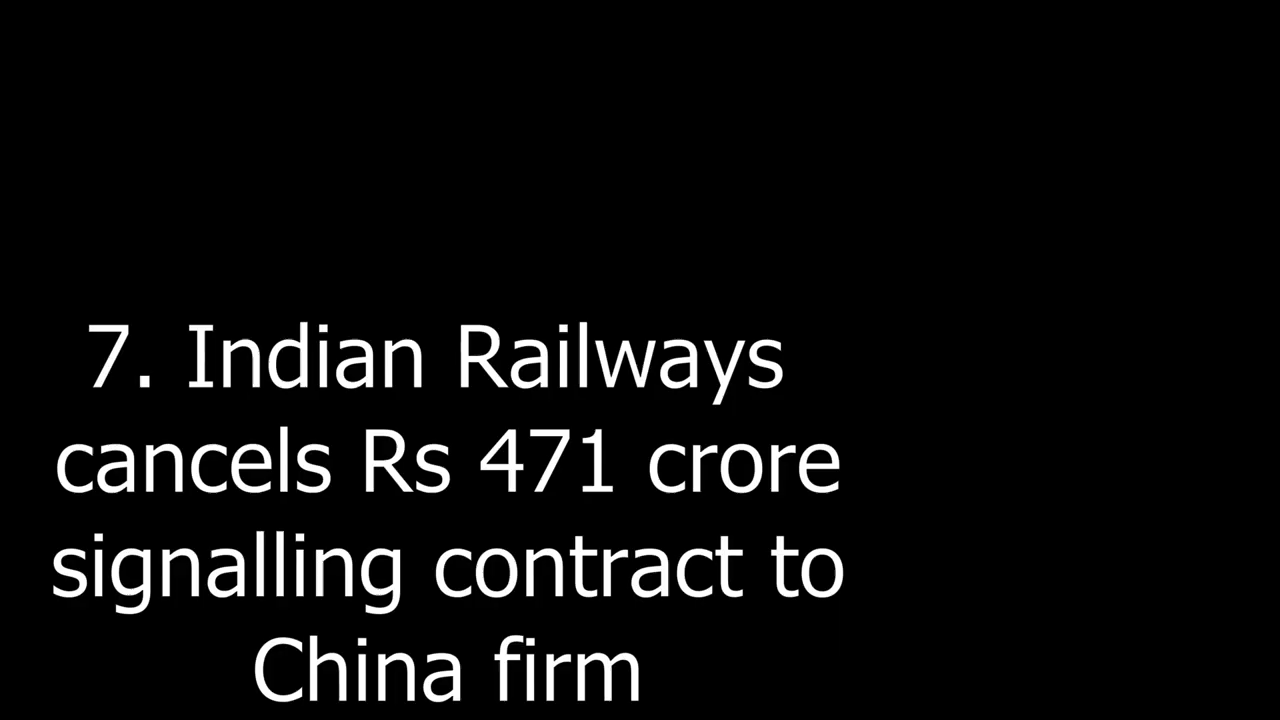 7. Indian Railways
cancels Rs 471 crore
signalling contract to
China firm